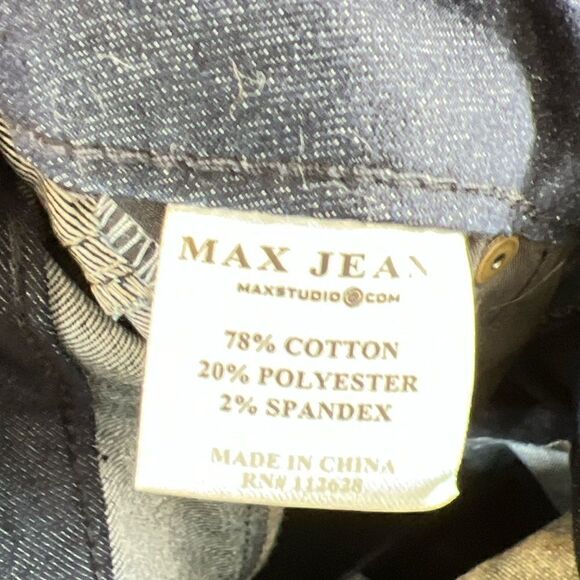 MAX JEAN
MAXSTUDIO@COM
78% COTTON
20% POLYESTER
2% SPANDEX
MADE IN CHINA
RN# 112628